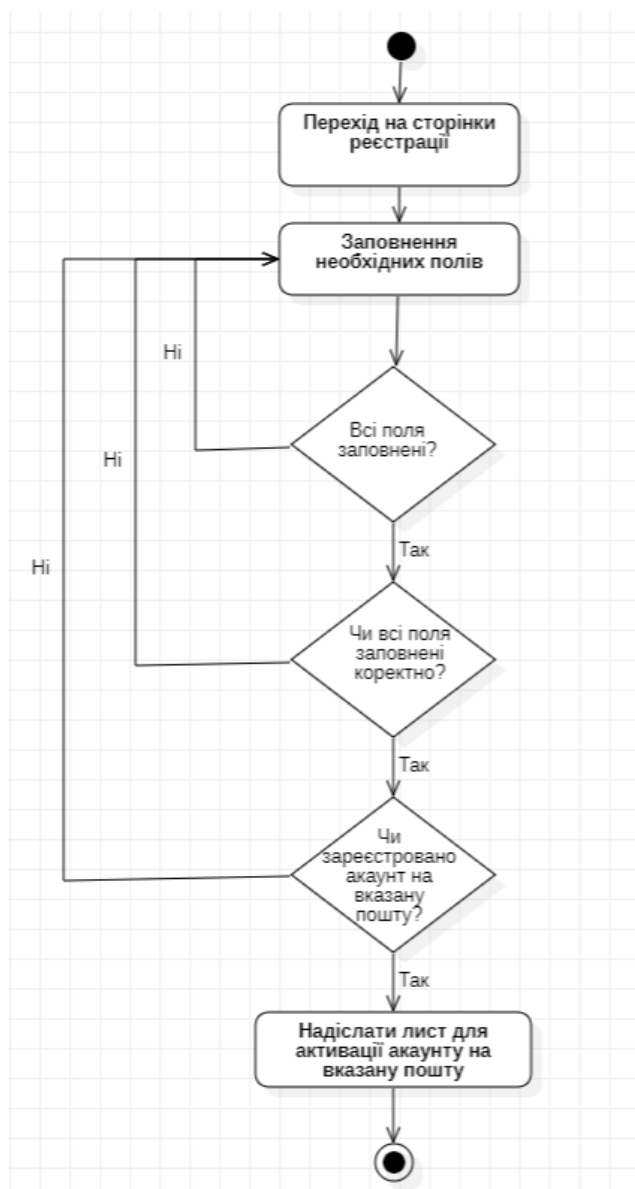 Перехід на сторінки
реєстрації
Заповнення
необхідних полів
Ні
Всі поля
заповнені?
Ні
Так
Ні
Чи всі поля
заповнені
коректно?
Так
Чи
зареєстровано
акаунт на
вказану
пошту?
Так
Надіслати лист для
активації акаунту на
вказану пошту